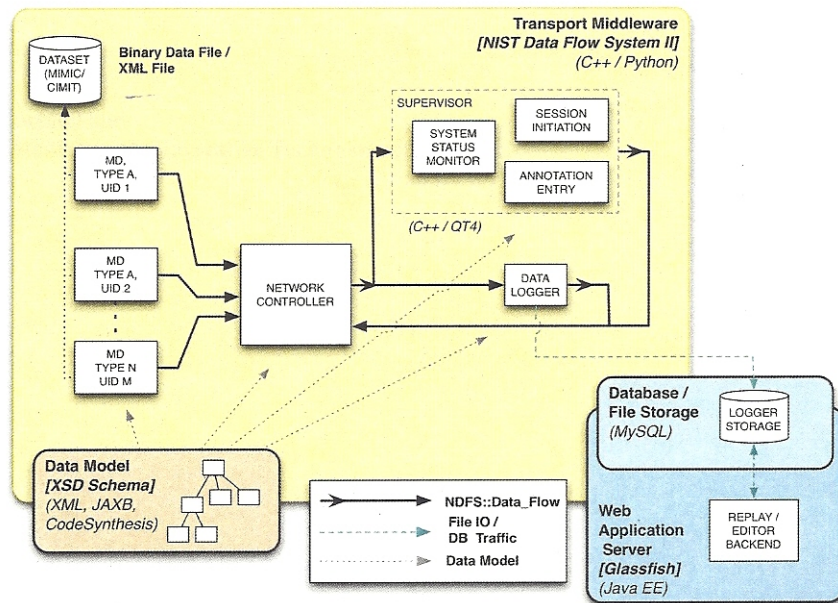 Transport Middleware
[NIST Data Flow System II]
(C++ / Python)
DATASET
(MIMIC/
CIMIT)
Binary Data File /
XML File
SUPERVISOR
SYSTEM
STATUS
MONITOR
SESSION
INITIATION
ANNOTATION
ENTRY
(C++ / QT4)
MD,
TYPE A,
UID 1
MD
TYPE A,
UID 2
MD
TYPE N
UID M
NETWORK
CONTROLLER
DATA
LOGGER
Database /
File Storage
(MySQL)
LOGGER
STORAGE
Data Model
[XSD Schema]
(XML, JAXB,
CodeSynthesis)
NDFS::Data_Flow
File IO /
DB Traffic
Data Model
Web
Application
Server
[Glassfish]
(Java EE)
REPLAY /
EDITOR
BACKEND